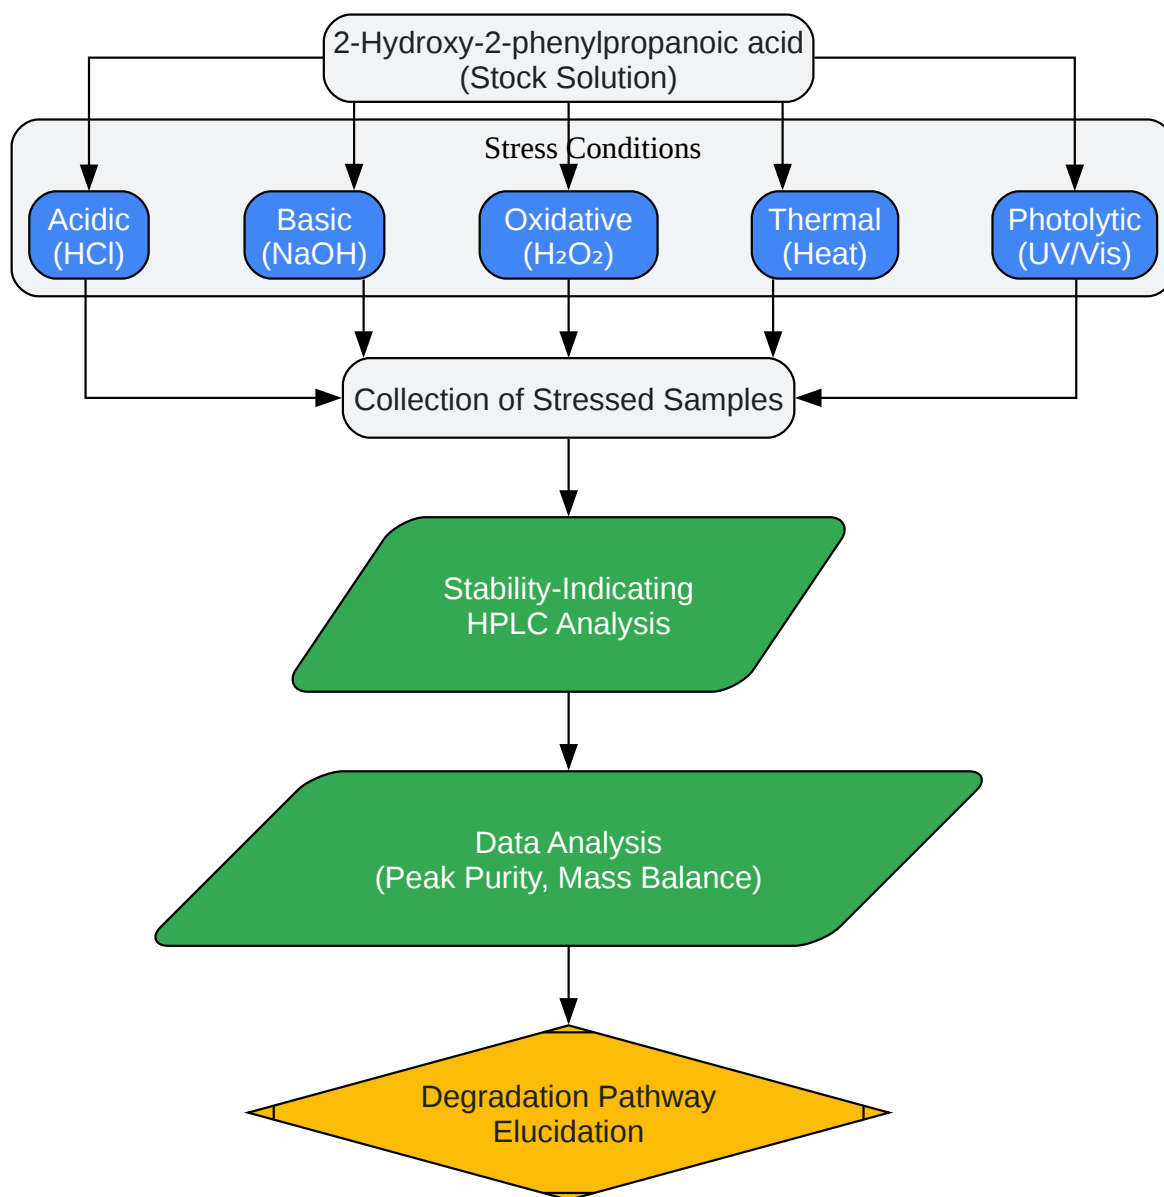 2-Hydroxy-2-phenylpropanoic acid
(Stock Solution)
Stress Conditions
Acidic
(HCl)
Basic
(NaOH)
Oxidative
(H₂O₂)
Thermal
(Heat)
Photolytic
(UV/Vis)
Collection of Stressed Samples
Stability-Indicating
HPLC Analysis
Data Analysis
(Peak Purity, Mass Balance)
Degradation Pathway
Elucidation